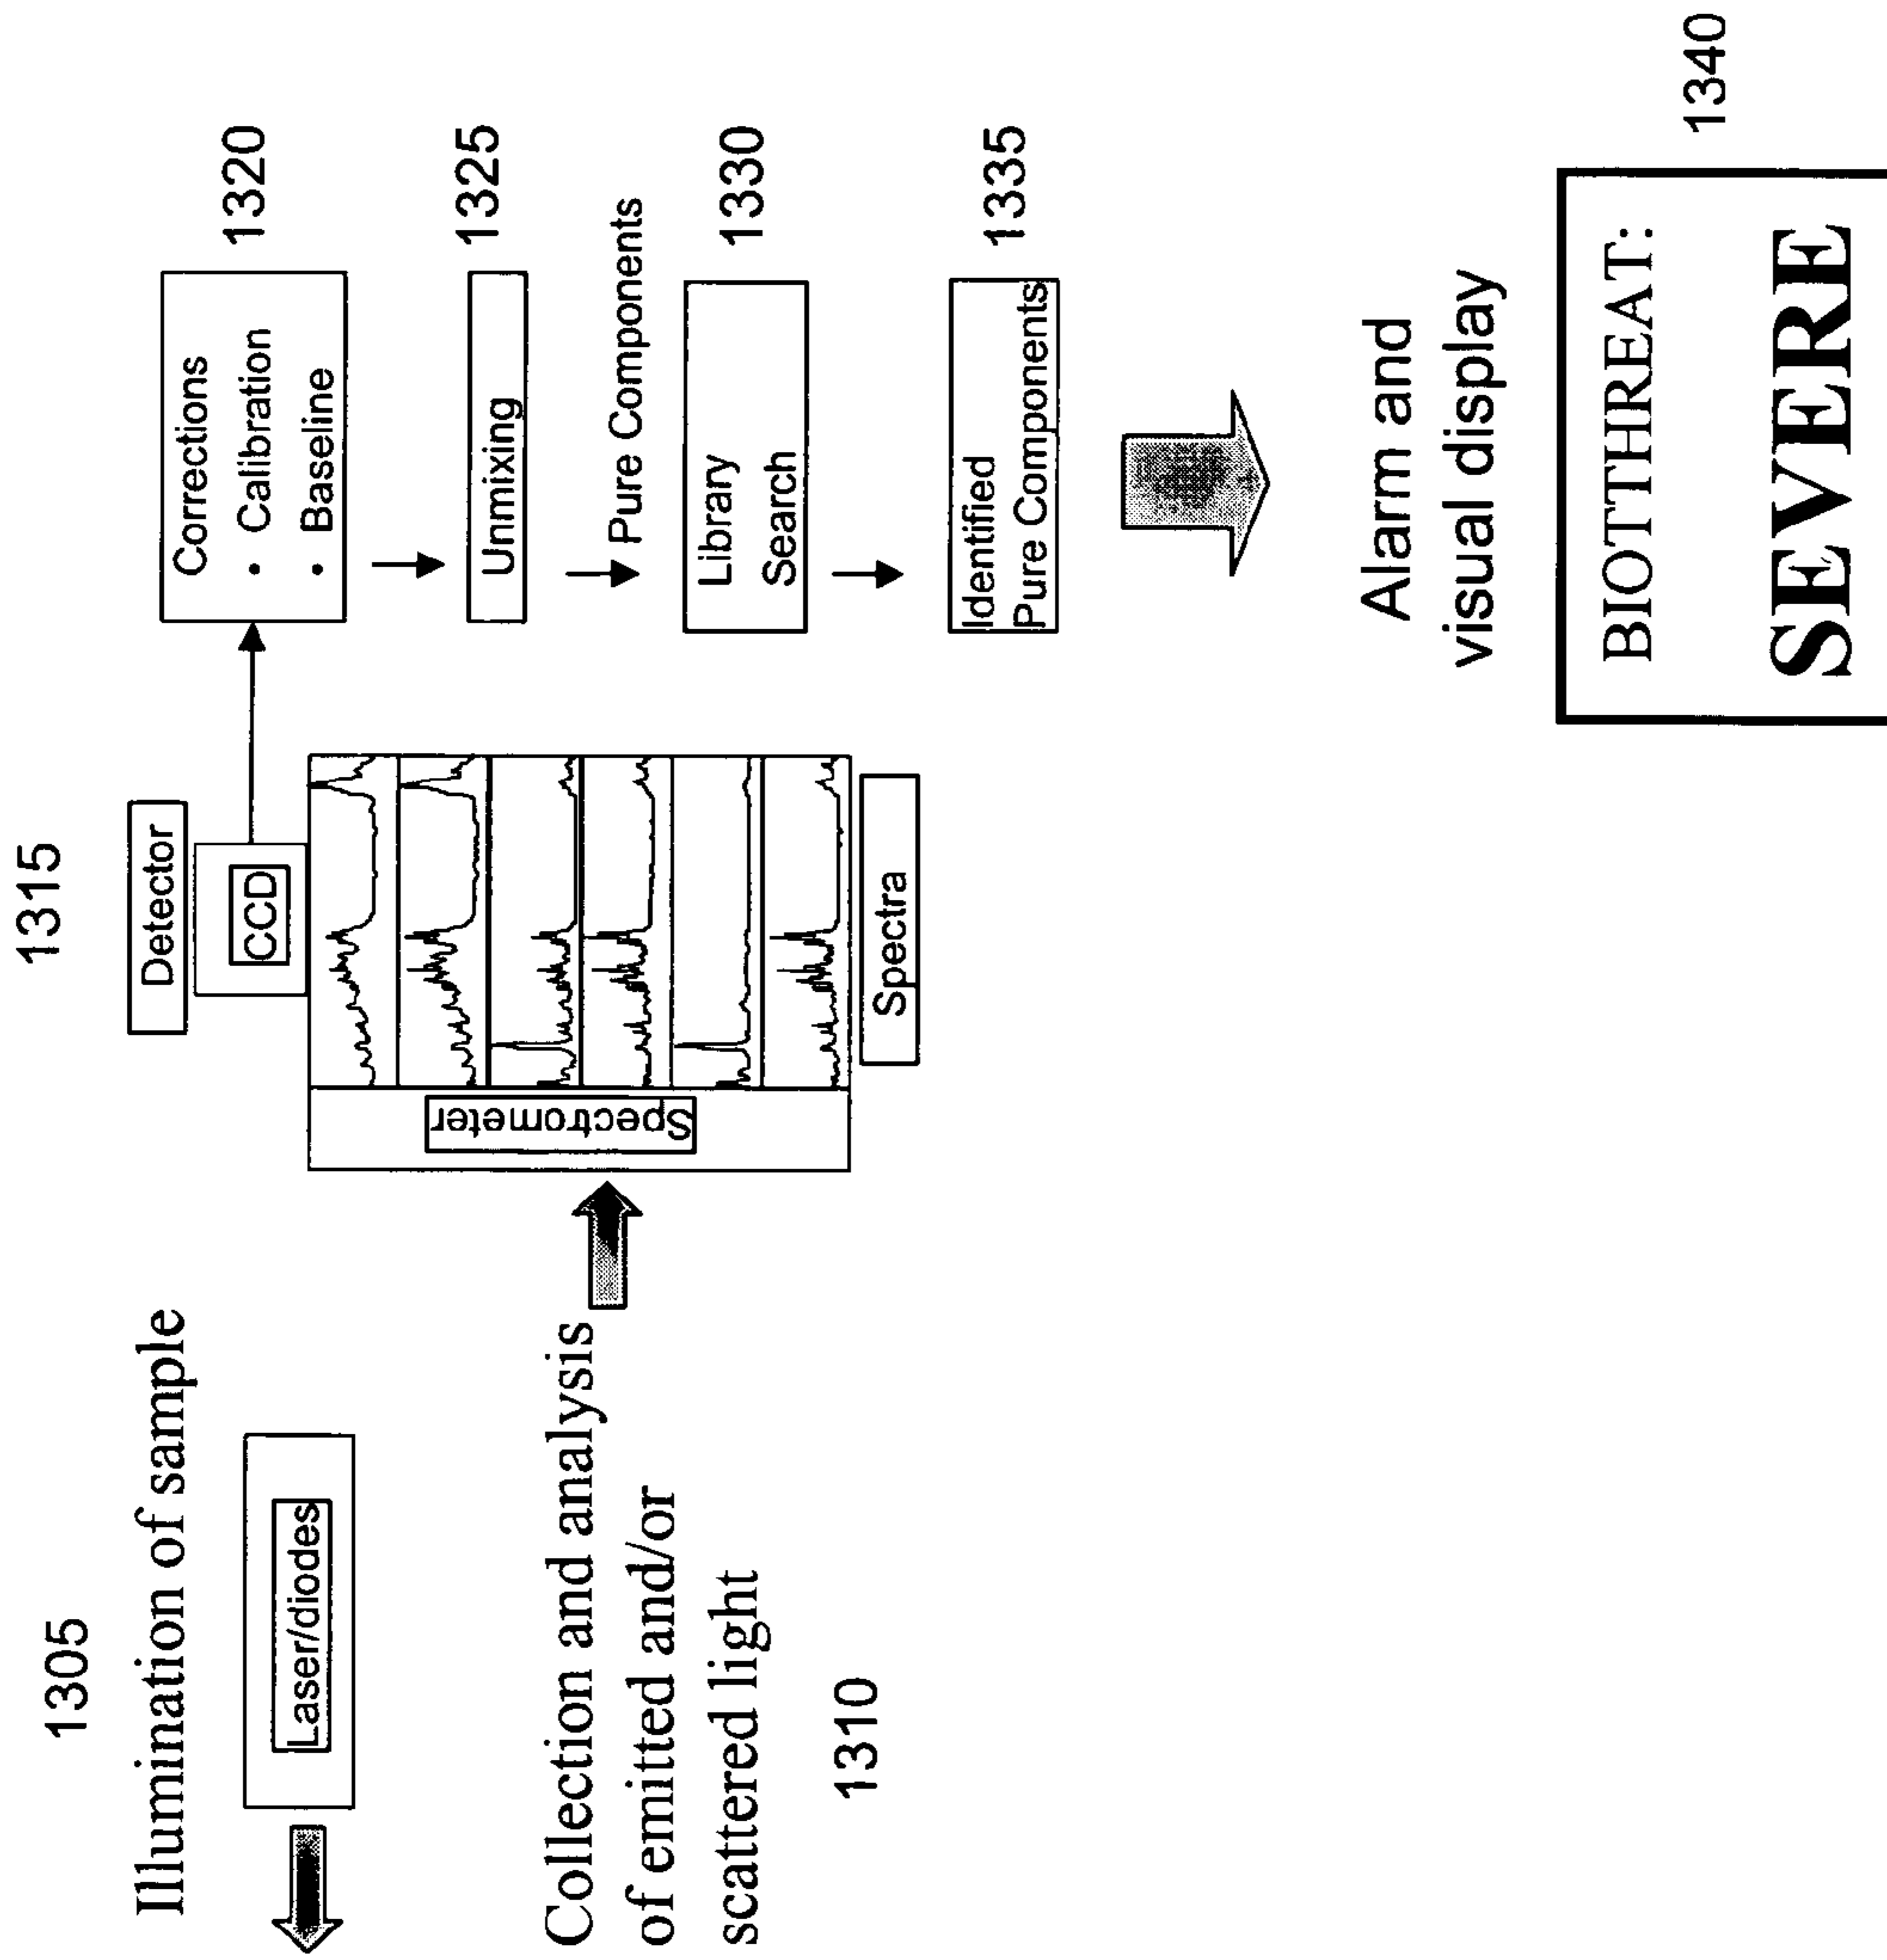 1305
Illumination of sample
Laser/diodes
Collection and analysis
of emitted and/or
scattered light
1310
1315
Detector
CCD
Spectrometer
Spectra
Corrections
• Calibration
• Baseline
1320
Unmixing
1325
Pure Components
Library
Search
1330
Identified
Pure Components
1335
Alarm and
visual display
BIOTTHREAT:
SEVERE
1340